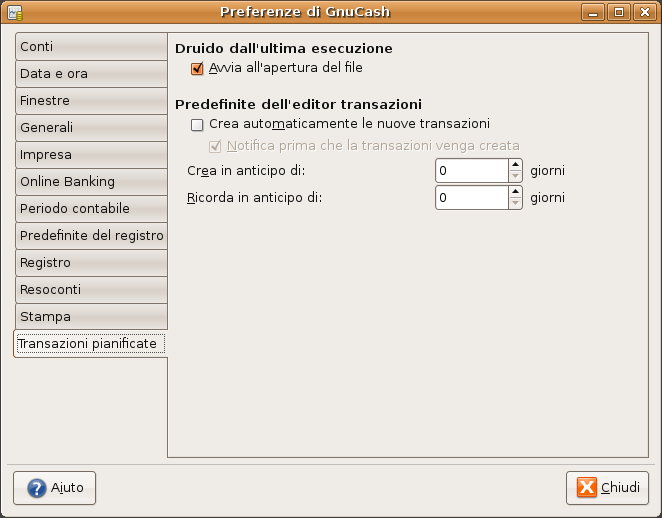 Preferenze di GnuCash
Conti
Data e ora
Finestre
Generali
Impresa
Online Banking
Periodo contabile
Predefinite del registro
Registro
Resoconti
Stampa
Transazioni pianificate
Druido dall'ultima esecuzione
Avvia all'apertura del file
Predefinite dell'editor transazioni
Crea automaticamente le nuove transazioni
Notifica prima che la transazioni venga creata
Crea in anticipo di: 0 giorni
Ricorda in anticipo di: 0 giorni
Aiuto
Chiudi